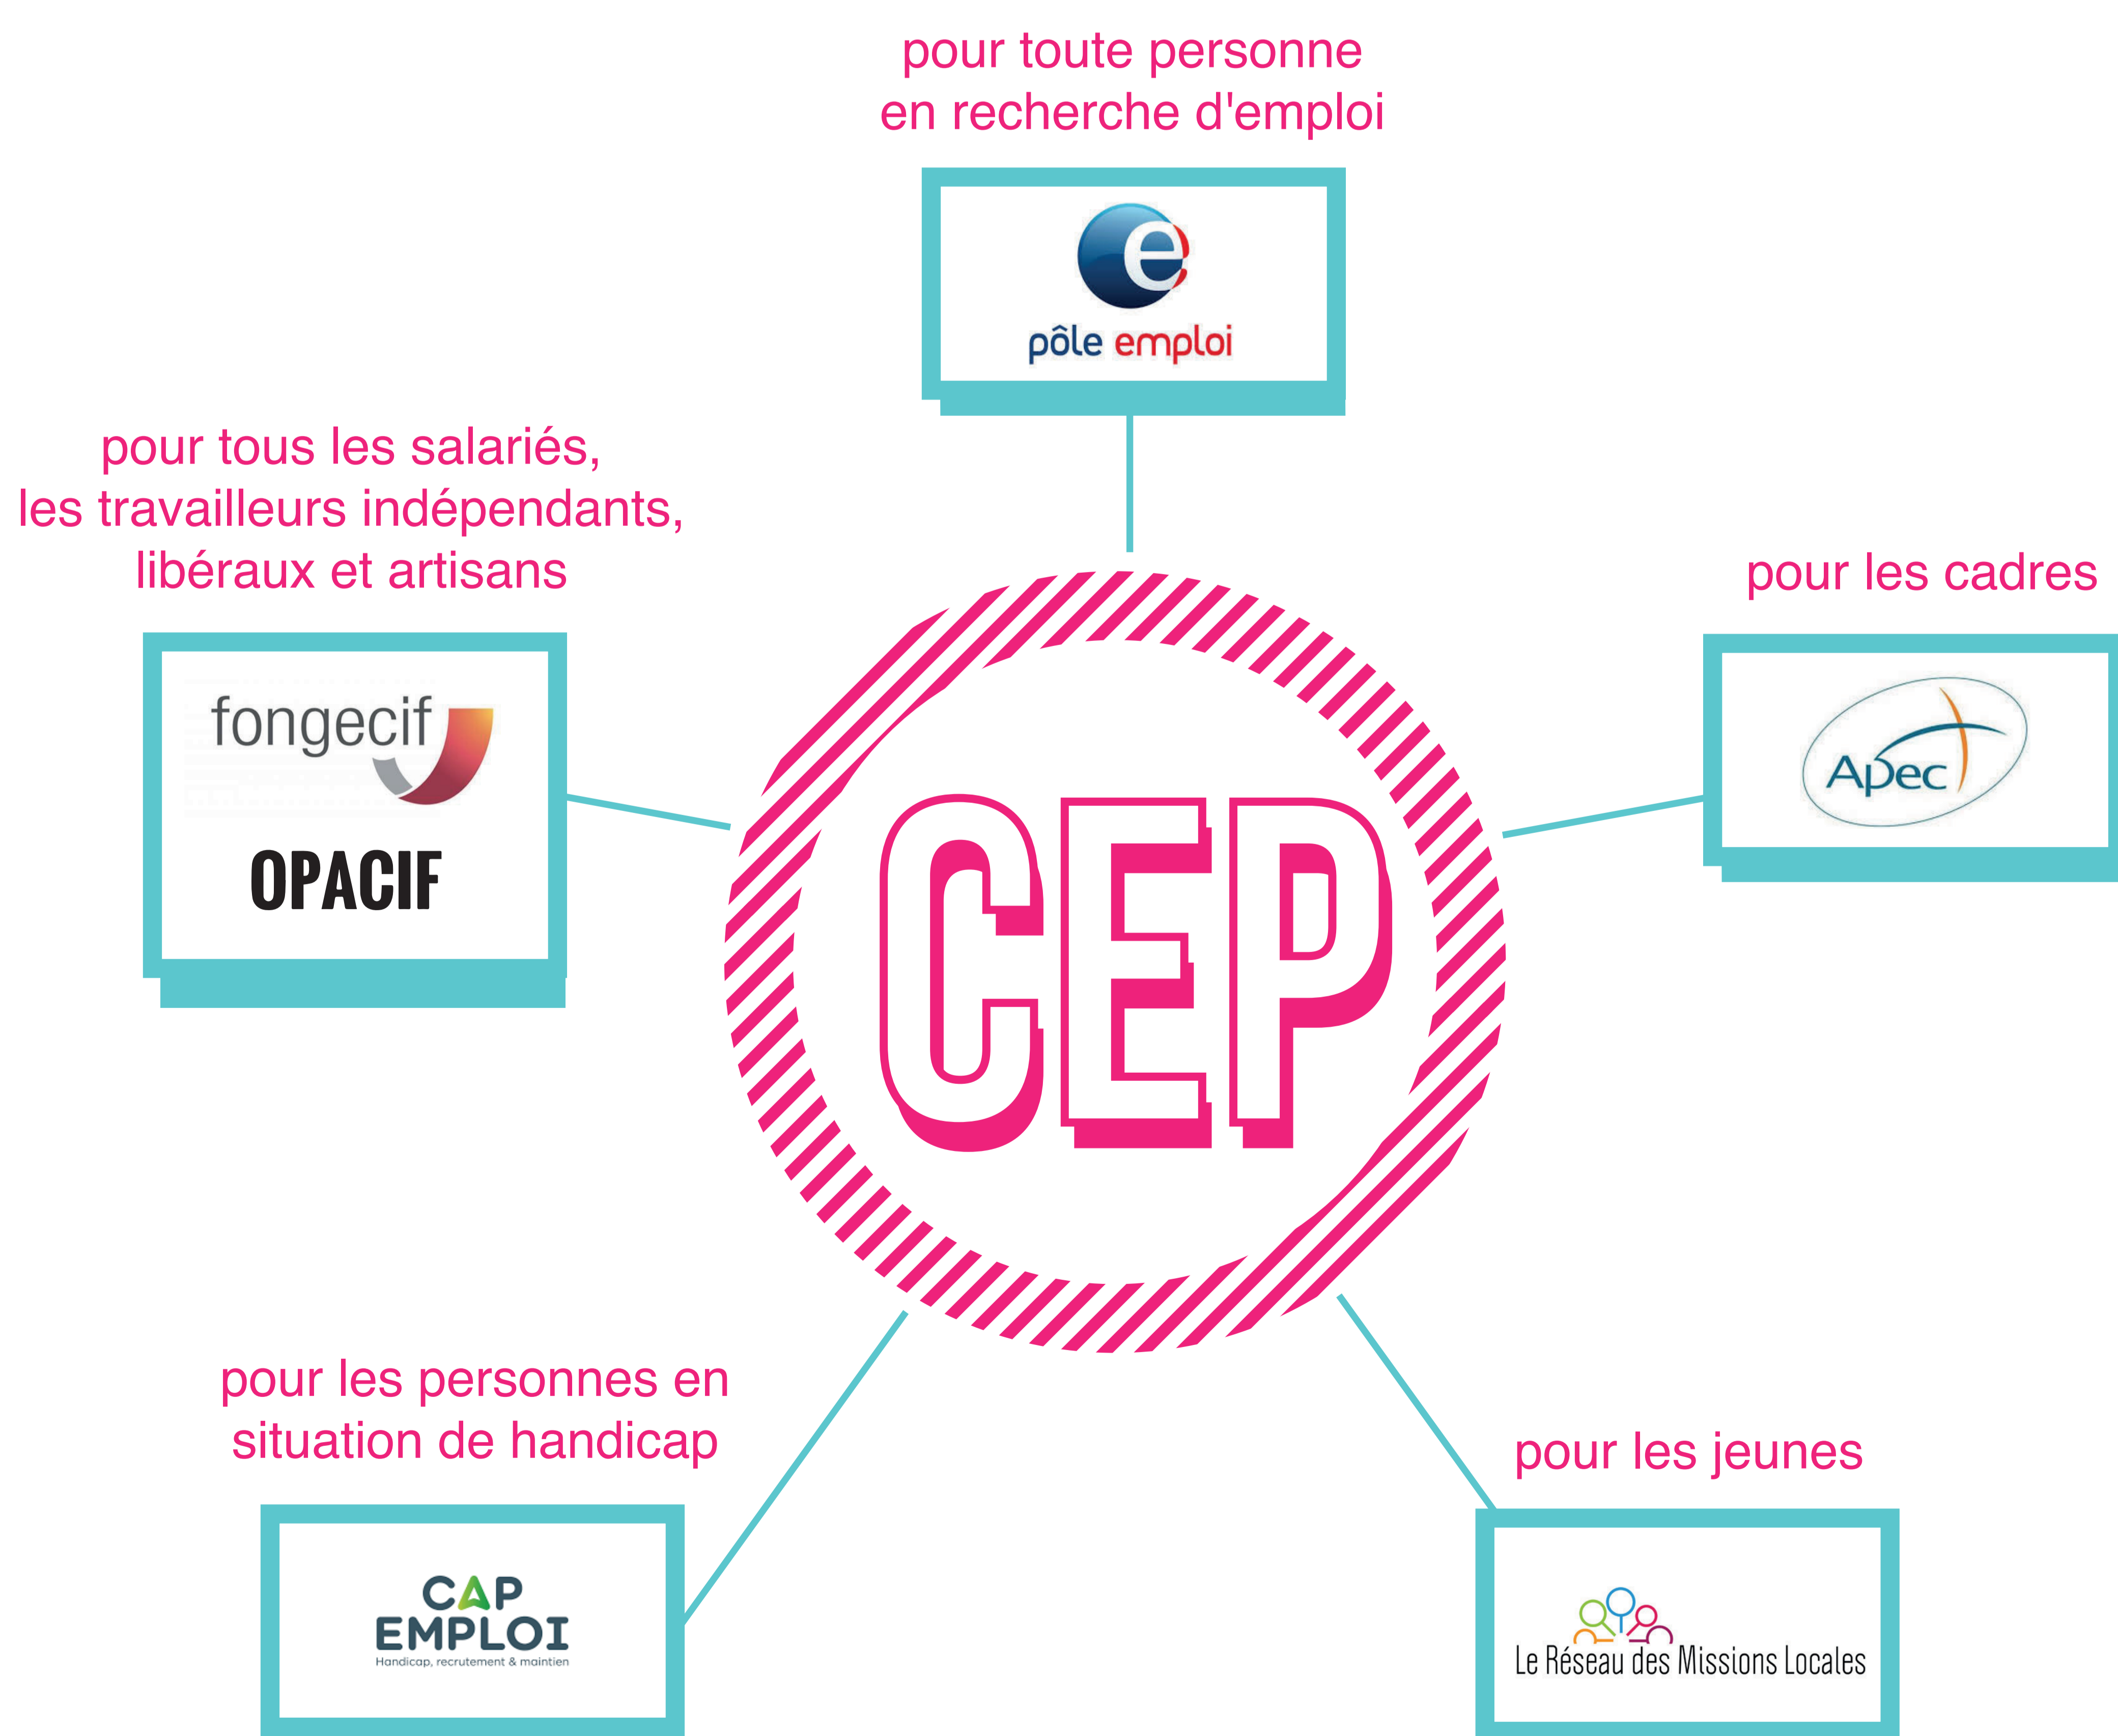 pour toute personne
en recherche d'emploi
e
pôle emploi
pour tous les salariés,
les travailleurs indépendants,
libéraux et artisans
fongecif
OPACIF
pour les cadres
Apec
CEP
pour les personnes en
situation de handicap
CAP
EMPLOI
Handicap, recrutement & maintien
pour les jeunes
Le Réseau des Missions Locales